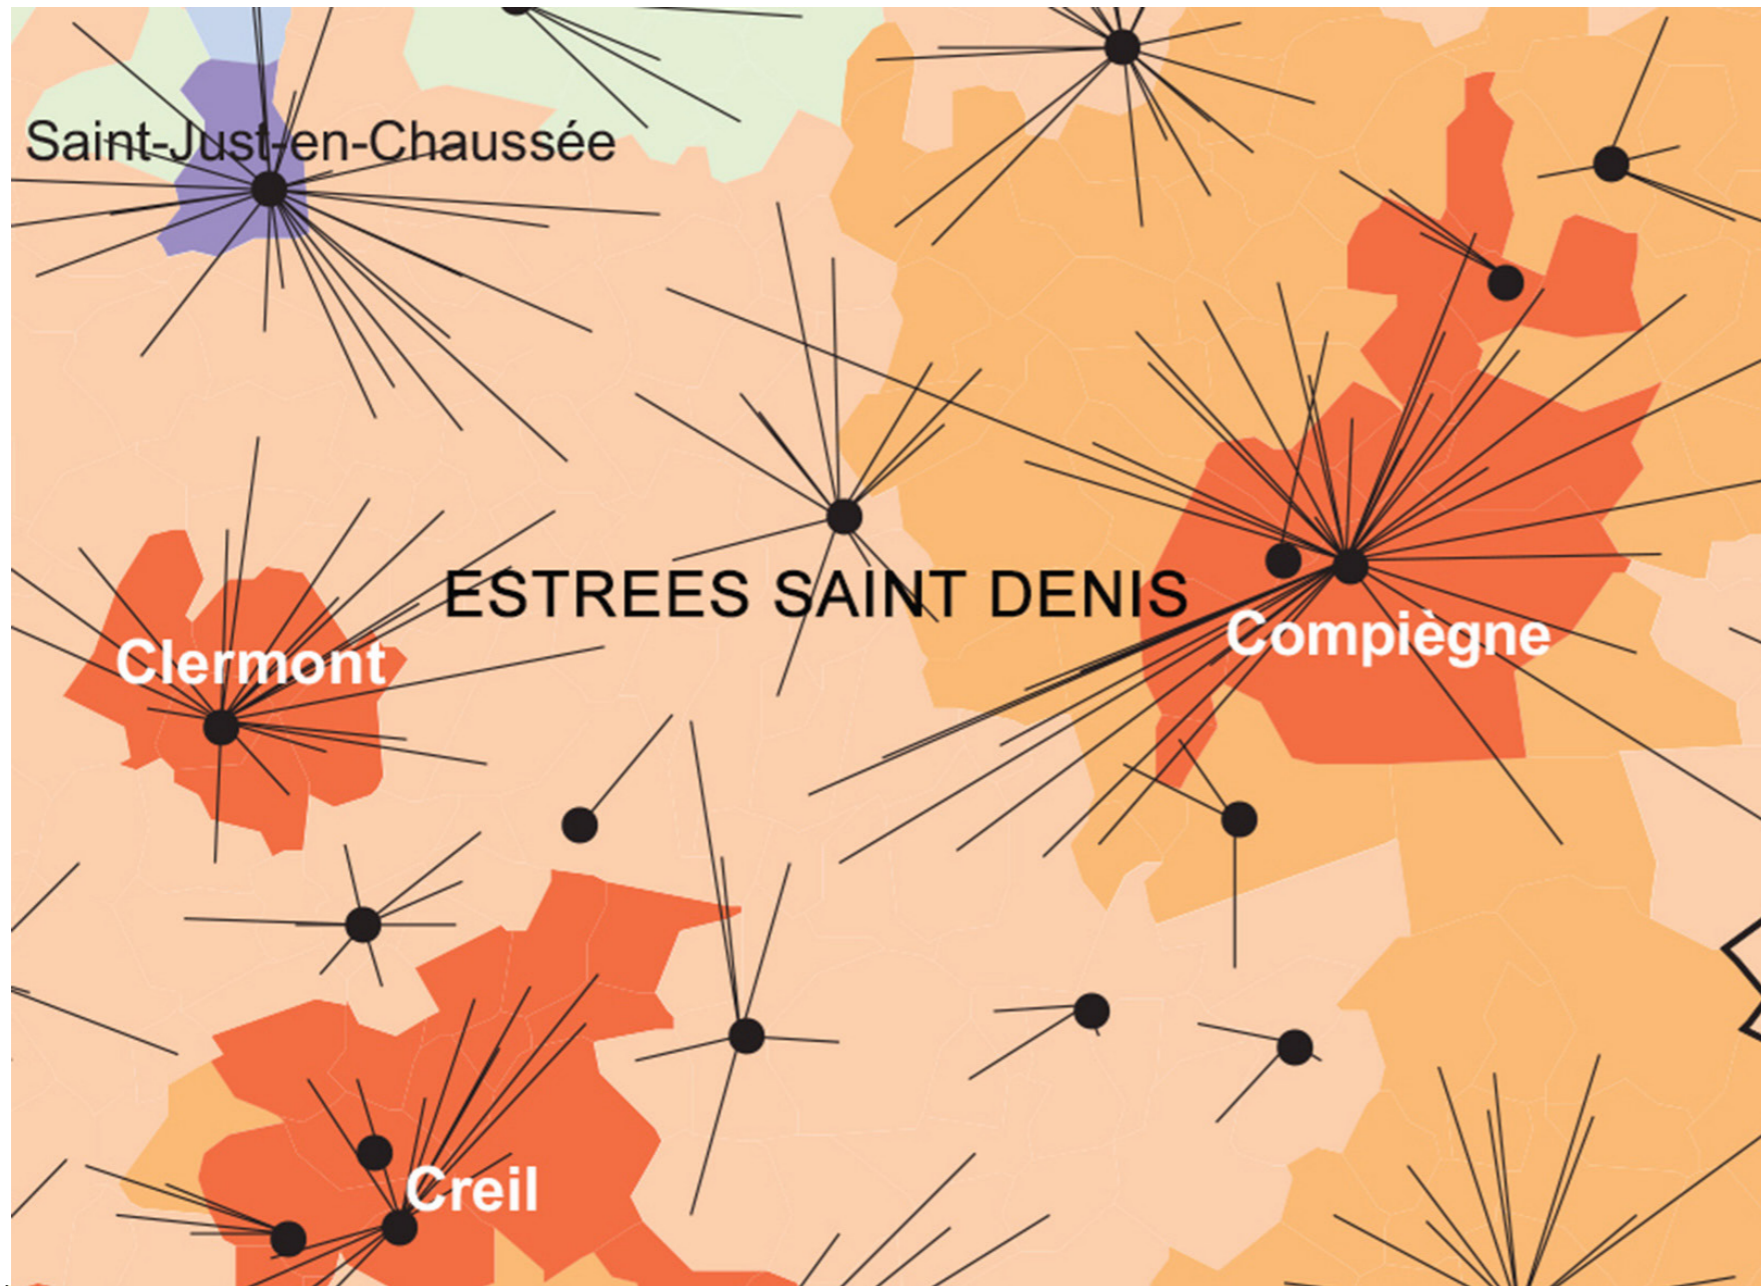 Saint-Just-en-Chaussée
ESTREES SAINT DENIS
Compiègne
Clermont
Creil